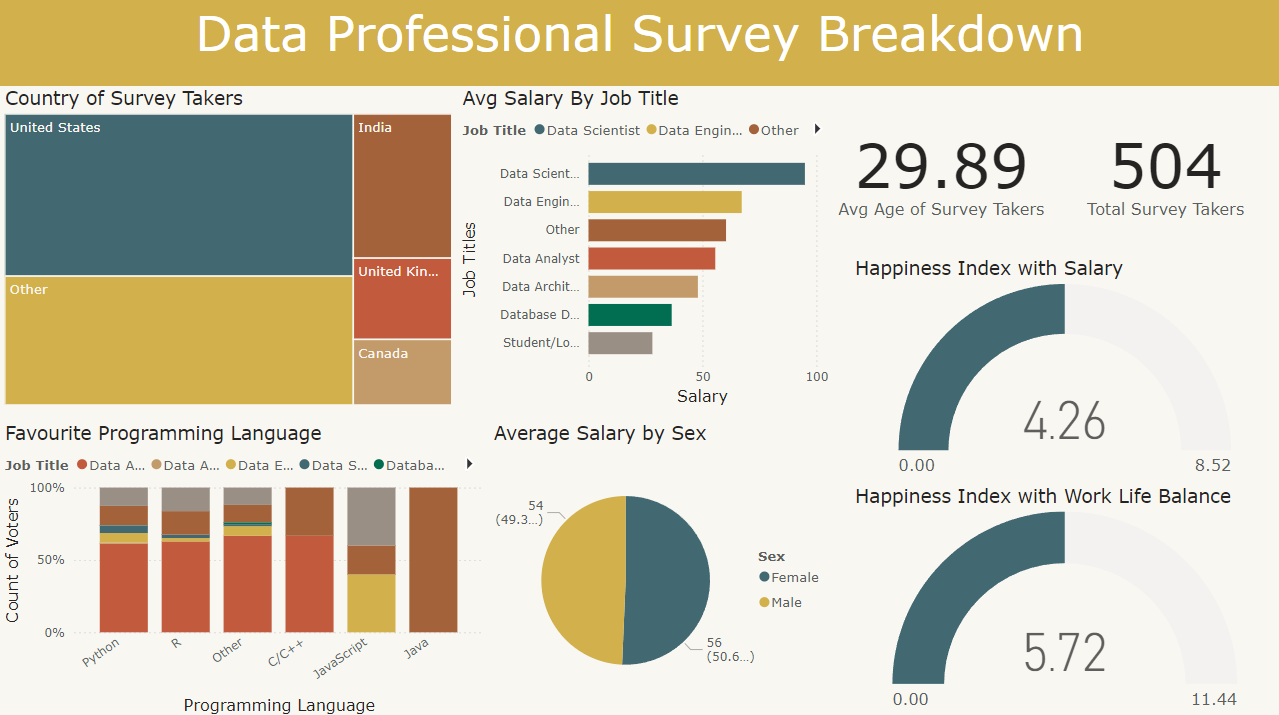 Data Professional Survey Breakdown
Country of Survey Takers
United States
India
Other
United Kin...
Canada
Avg Salary By Job Title
Job Title Data Scientist Data Engin... Other
Job Titles
Data Scient...
Data Engin...
Other
Data Analyst
Data Archit...
Database D...
Student/Lo...
0 50 100
Salary
29.89
Avg Age of Survey Takers
504
Total Survey Takers
Happiness Index with Salary
4.26
0.00 8.52
Favourite Programming Language
Job Title Data A... Data A... Data E... Data S... Databa...
Count of Voters
100%
50%
0%
Python R Other C/C++ JavaScript Java
Programming Language
Average Salary by Sex
54
(49.3...)
56
(50.6...)
Sex
Female
Male
Happiness Index with Work Life Balance
5.72
0.00 11.44